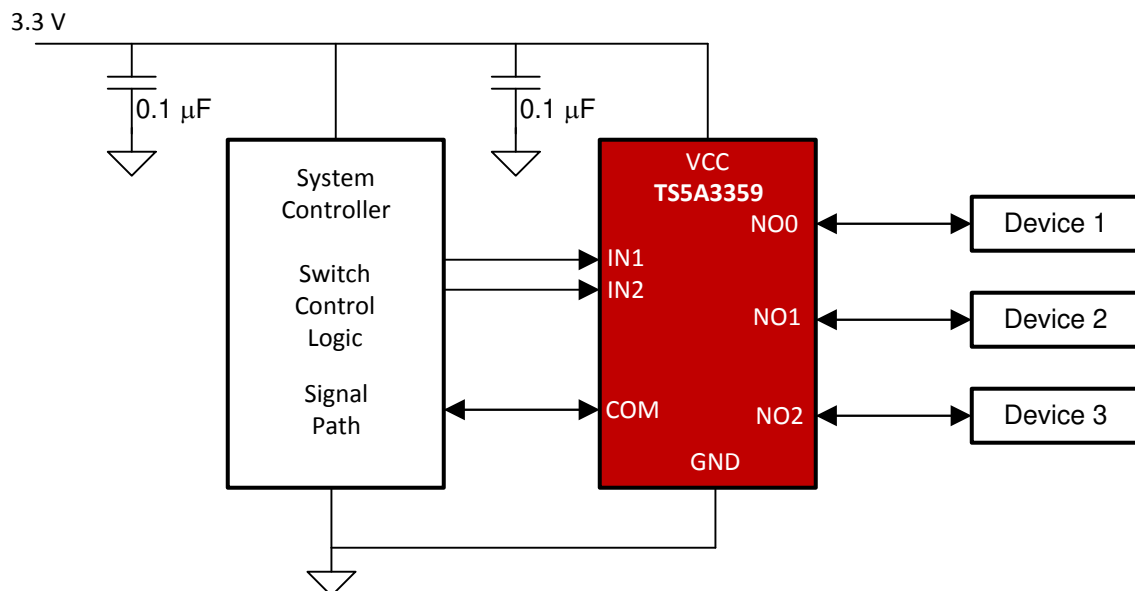 3.3 V
0.1 μF
0.1 μF
System
Controller
Switch
Control
Logic
Signal
Path
VCC
TS5A3359
IN1
IN2
COM
NO0
NO1
NO2
GND
Device 1
Device 2
Device 3